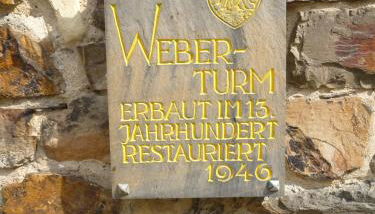 WEBER-
TURM
ERBAUT IM 13.
JAHRHUNDERT
RESTAURIERT
1946